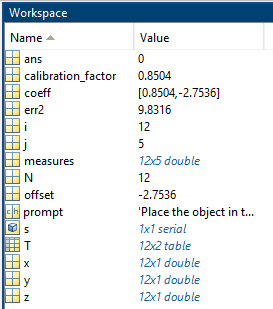 Workspace
Name Value
ans 0
calibration_factor 0.8504
coeff [0.8504,-2.7536]
err2 9.8316
i 12
j 5
measures 12x5 double
N 12
offset -2.7536
prompt 'Place the object in t...
s 1x1 serial
T 12x2 table
x 12x1 double
y 12x1 double
z 12x1 double